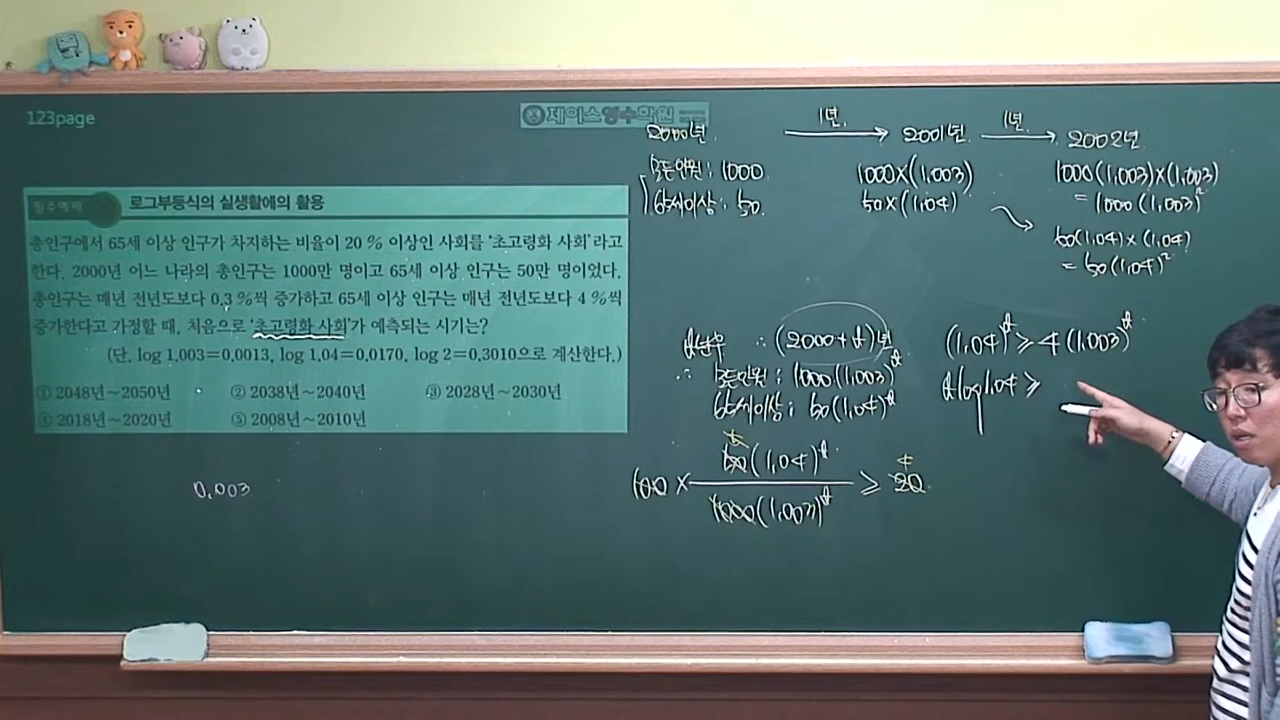 123page
제이스영수학원
필수예제
로그부등식의 실생활에의 활용
총인구에서 65세 이상 인구가 차지하는 비율이 20 % 이상인 사회를 '초고령화 사회'라고
한다. 2000년 어느 나라의 총인구는 1000만 명이고 65세 이상 인구는 50만 명이었다.
총인구는 매년 전년도보다 0.3 %씩 증가하고 65세 이상 인구는 매년 전년도보다 4 %씩
증가한다고 가정할 때, 처음으로 '초고령화 사회'가 예측되는 시기는?
(단, log 1.003=0.0013, log 1.04=0.0170, log 2=0.3010으로 계산한다.)
① 2048년~2050년 ② 2038년~2040년 ③ 2028년~2030년
④ 2018년~2020년 ⑤ 2008년~2010년
0.003
2000년. 1년. 2001년. 1년. 2002년
모든인원 : 1000. 1000×(1.003) 1000(1.003)×(1.003)
= 1000(1.003)²
65세이상 : 50. 50×(1.04) 50(1.04)×(1.04)
= 50(1.04)²
t년후 ∴ (2000+t)년
∴ 모든인원 : 1000(1.003)^t
65세이상 : 50(1.04)^t
100 × 50(1.04)^t / 1000(1.003)^t ≥ 20
4
(1.04)^t ≥ 4(1.003)^t
t log 1.04 ≥